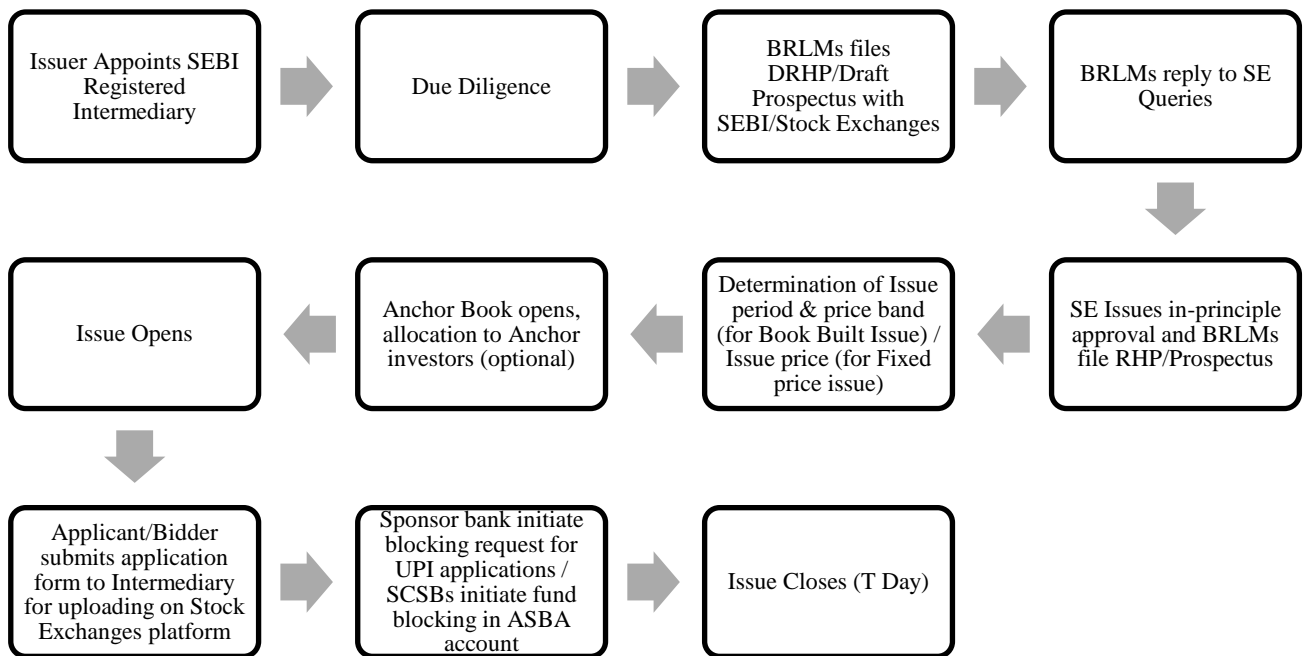 Issuer Appoints SEBI
Registered
Intermediary
Due Diligence
BRLMs files
DRHP/Draft
Prospectus with
SEBI/Stock Exchanges
BRLMs reply to SE
Queries
SE Issues in-principle
approval and BRLMs
file RHP/Prospectus
Determination of Issue
period & price band
(for Book Built Issue) /
Issue price (for Fixed
price issue)
Anchor Book opens,
allocation to Anchor
investors (optional)
Issue Opens
Applicant/Bidder
submits application
form to Intermediary
for uploading on Stock
Exchanges platform
Sponsor bank initiate
blocking request for
UPI applications /
SCSBs initiate fund
blocking in ASBA
account
Issue Closes (T Day)